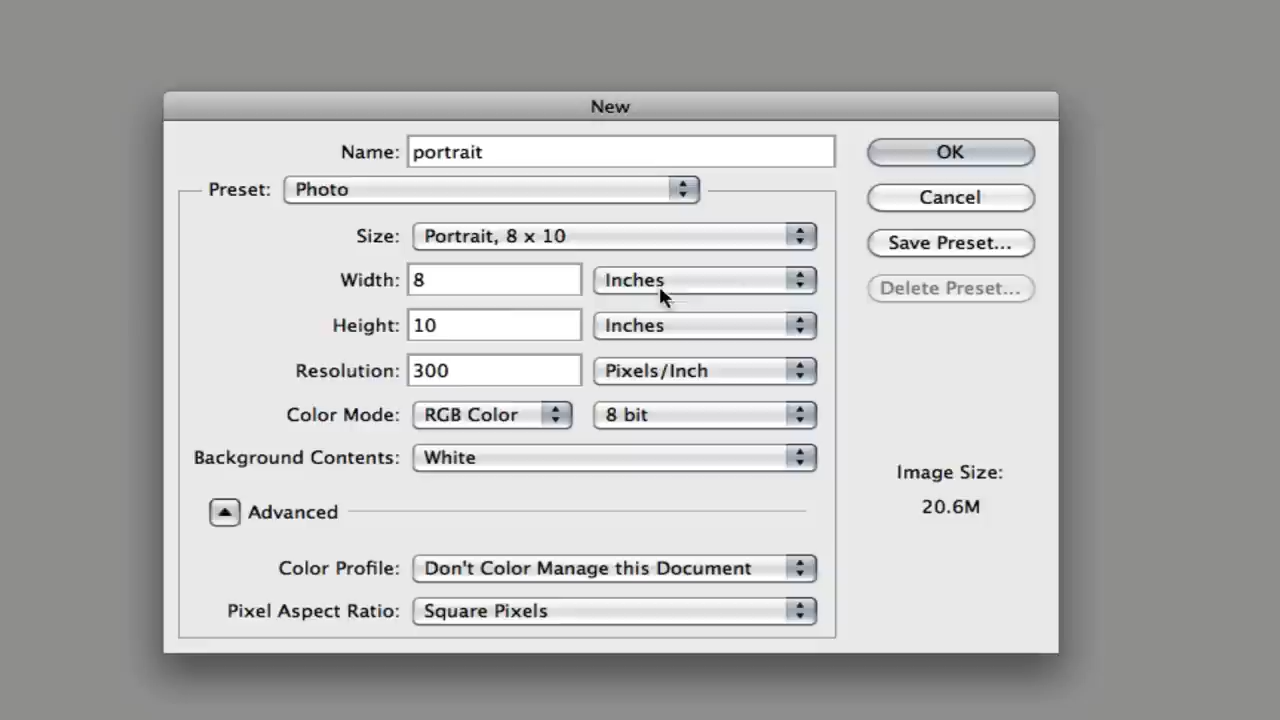 New
Name: portrait
OK
Preset: Photo
Cancel
Size: Portrait, 8 x 10
Save Preset...
Width: 8 Inches
Delete Preset...
Height: 10 Inches
Resolution: 300 Pixels/Inch
Color Mode: RGB Color 8 bit
Background Contents: White
Image Size:
20.6M
Advanced
Color Profile: Don't Color Manage this Document
Pixel Aspect Ratio: Square Pixels